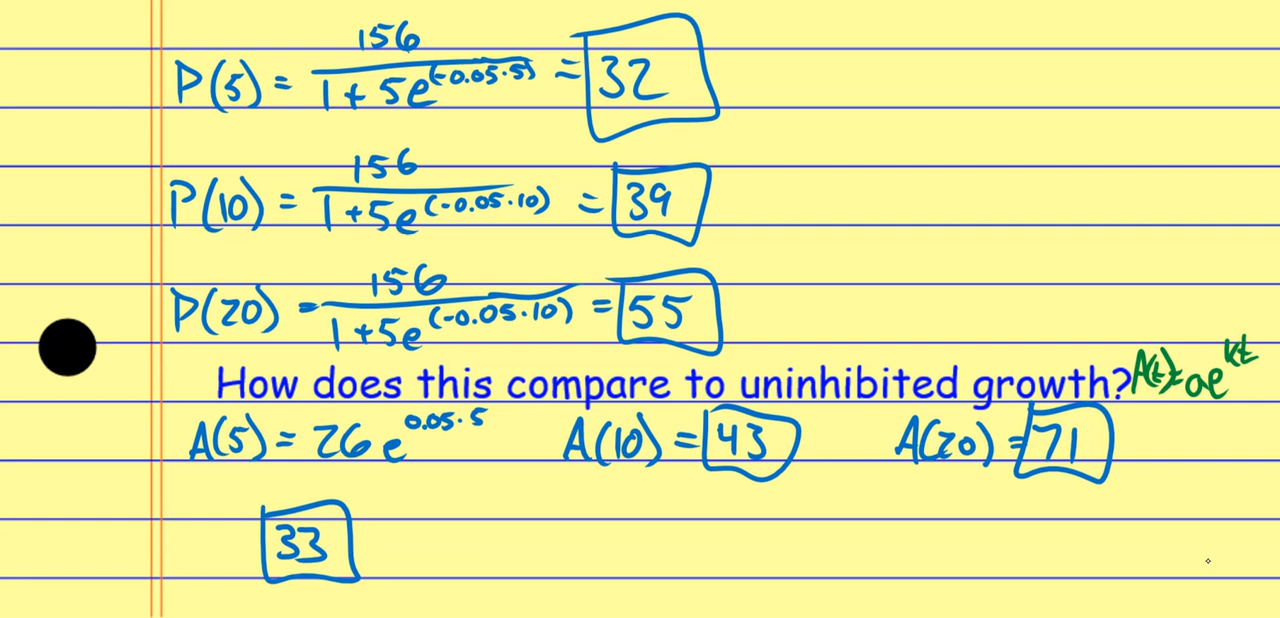 P(5) = 156 / 1 + 5e^(-0.05·5) = 32
P(10) = 156 / 1+5e^(-0.05·10) = 39
P(20) = 156 / 1+5e^(-0.05·10) = 55
How does this compare to uninhibited growth? A(t)=ae^kt
A(5) = 26e^0.05·5 A(10) = 43 A(20) = 71
33